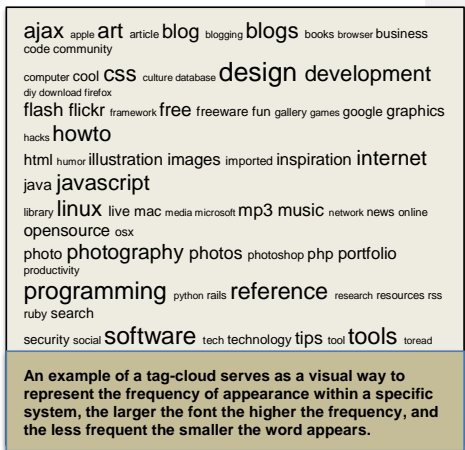 ajax apple art article blog blogging blogs books browser business
code community
computer cool css culture database design development
diy download firefox
flash flickr framework free freeware fun gallery games google graphics
hacks howto
html humor illustration images imported inspiration internet
java javascript
library linux live mac media microsoft mp3 music network news online
opensource osx
photo photography photos photoshop php portfolio
productivity
programming python rails reference research resources rss
ruby search
security social software tech technology tips tool tools toread
An example of a tag-cloud serves as a visual way to
represent the frequency of appearance within a specific
system, the larger the font the higher the frequency, and
the less frequent the smaller the word appears.